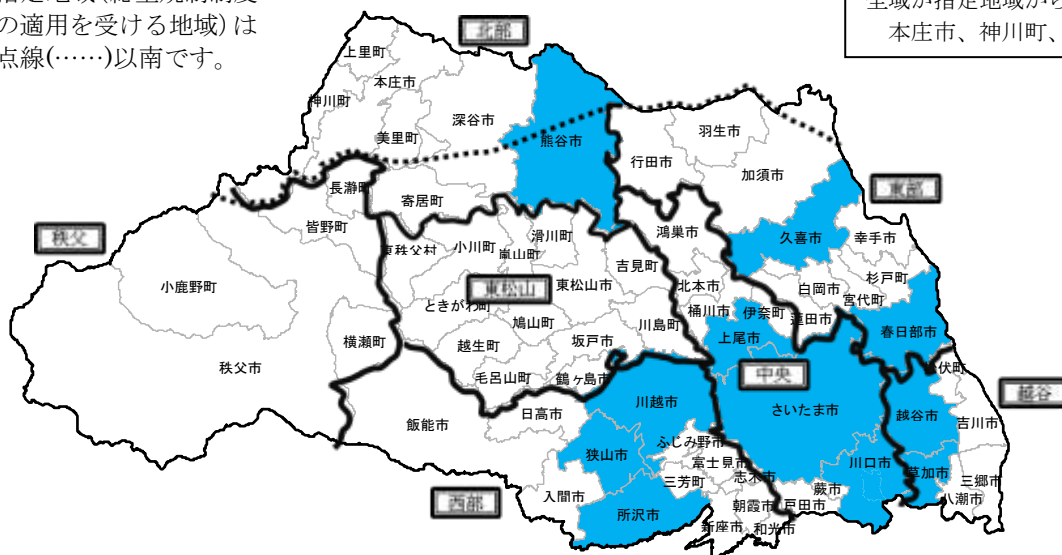 指定地域(総量規制制度
の適用を受ける地域)は
点線(……)以南です。
全域が指定地域から
本庄市、神川町、
北部
上里町
本庄市
神川町
深谷市
美里町
熊谷市
羽生市
行田市
加須市
長瀞町
寄居町
東部
秩父
皆野町
東秩父村
小川町
滑川町
嵐山町
鴻巣市
久喜市
幸手市
吉見町
小鹿野町
東松山
東松山市
北本市
杉戸町
白岡市
宮代町
ときがわ町
桶川市
伊奈町
蓮田市
鳩山町
川島町
春日部市
横瀬町
越生町
坂戸市
上尾市
秩父市
毛呂山町
鶴ヶ島市
中央
松伏町
越谷
日高市
川越市
さいたま市
越谷市
吉川市
飯能市
ふじみ野市
狭山市
富士見市
川口市
三芳町
志木市
草加市
三郷市
入間市
蕨市
八潮市
西部
所沢市
朝霞市
戸田市
新座市
和光市